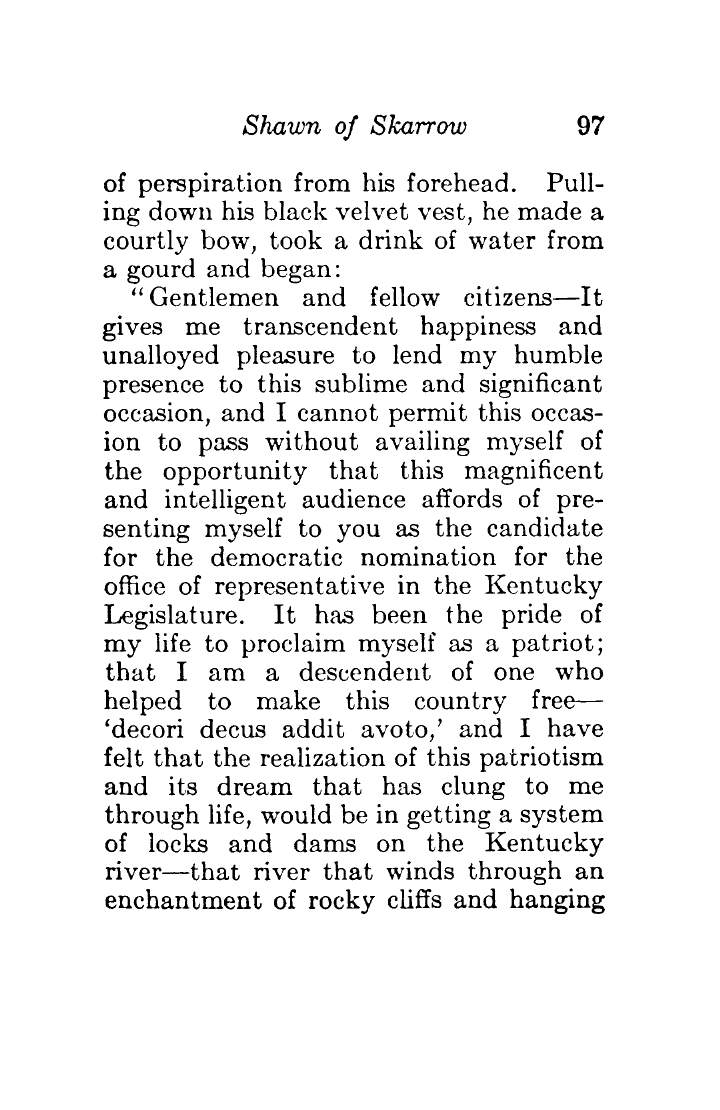 Shawn of Skarrow 97
of perspiration from his forehead. Pull-
ing down his black velvet vest, he made a
courtly bow, took a drink of water from
a gourd and began:
“Gentlemen and fellow citizens—It
gives me transcendent happiness and
unalloyed pleasure to lend my humble
presence to this sublime and significant
occasion, and I cannot permit this occas-
ion to pass without availing myself of
the opportunity that this magnificent
and intelligent audience affords of pre-
senting myself to you as the candidate
for the democratic nomination for the
office of representative in the Kentucky
Legislature. It has been the pride of
my life to proclaim myself as a patriot;
that I am a descendent of one who
helped to make this country free—
‘decori decus addit avoto,’ and I have
felt that the realization of this patriotism
and its dream that has clung to me
through life, would be in getting a system
of locks and dams on the Kentucky
river—that river that winds through an
enchantment of rocky cliffs and hanging